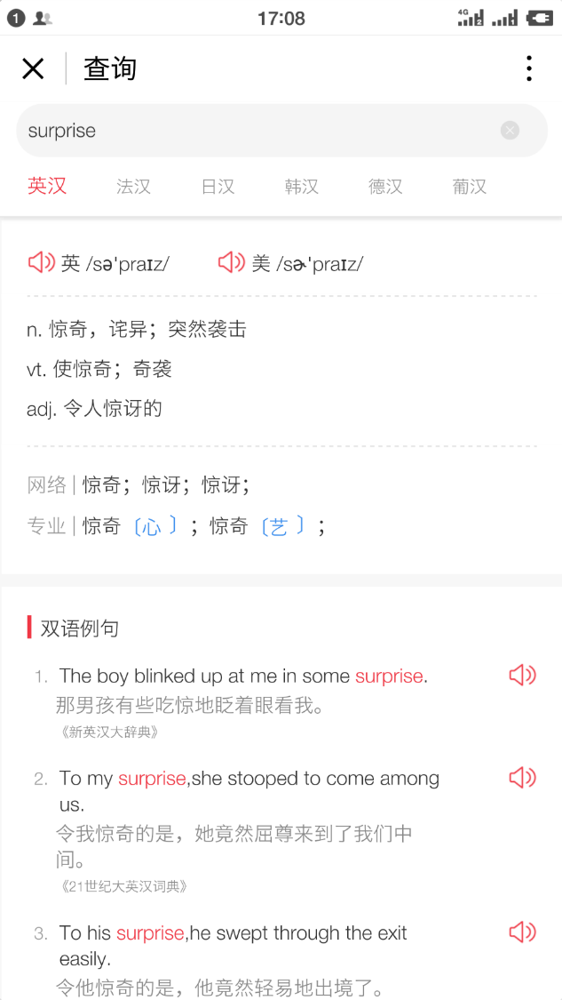 1
17:08
4G
2
查询
surprise
英汉 法汉 日汉 韩汉 德汉 葡汉
英 /sə'praɪz/ 美 /sɚ'praɪz/
n. 惊奇，诧异；突然袭击
vt. 使惊奇；奇袭
adj. 令人惊讶的
网络 | 惊奇；惊讶；惊讶；
专业 | 惊奇〔心〕；惊奇〔艺〕；
双语例句
1. The boy blinked up at me in some surprise.
那男孩有些吃惊地眨着眼看我。
《新英汉大辞典》
2. To my surprise,she stooped to come among
us.
令我惊奇的是，她竟然屈尊来到了我们中
间。
《21世纪大英汉词典》
3. To his surprise,he swept through the exit
easily.
令他惊奇的是，他竟然轻易地出境了。